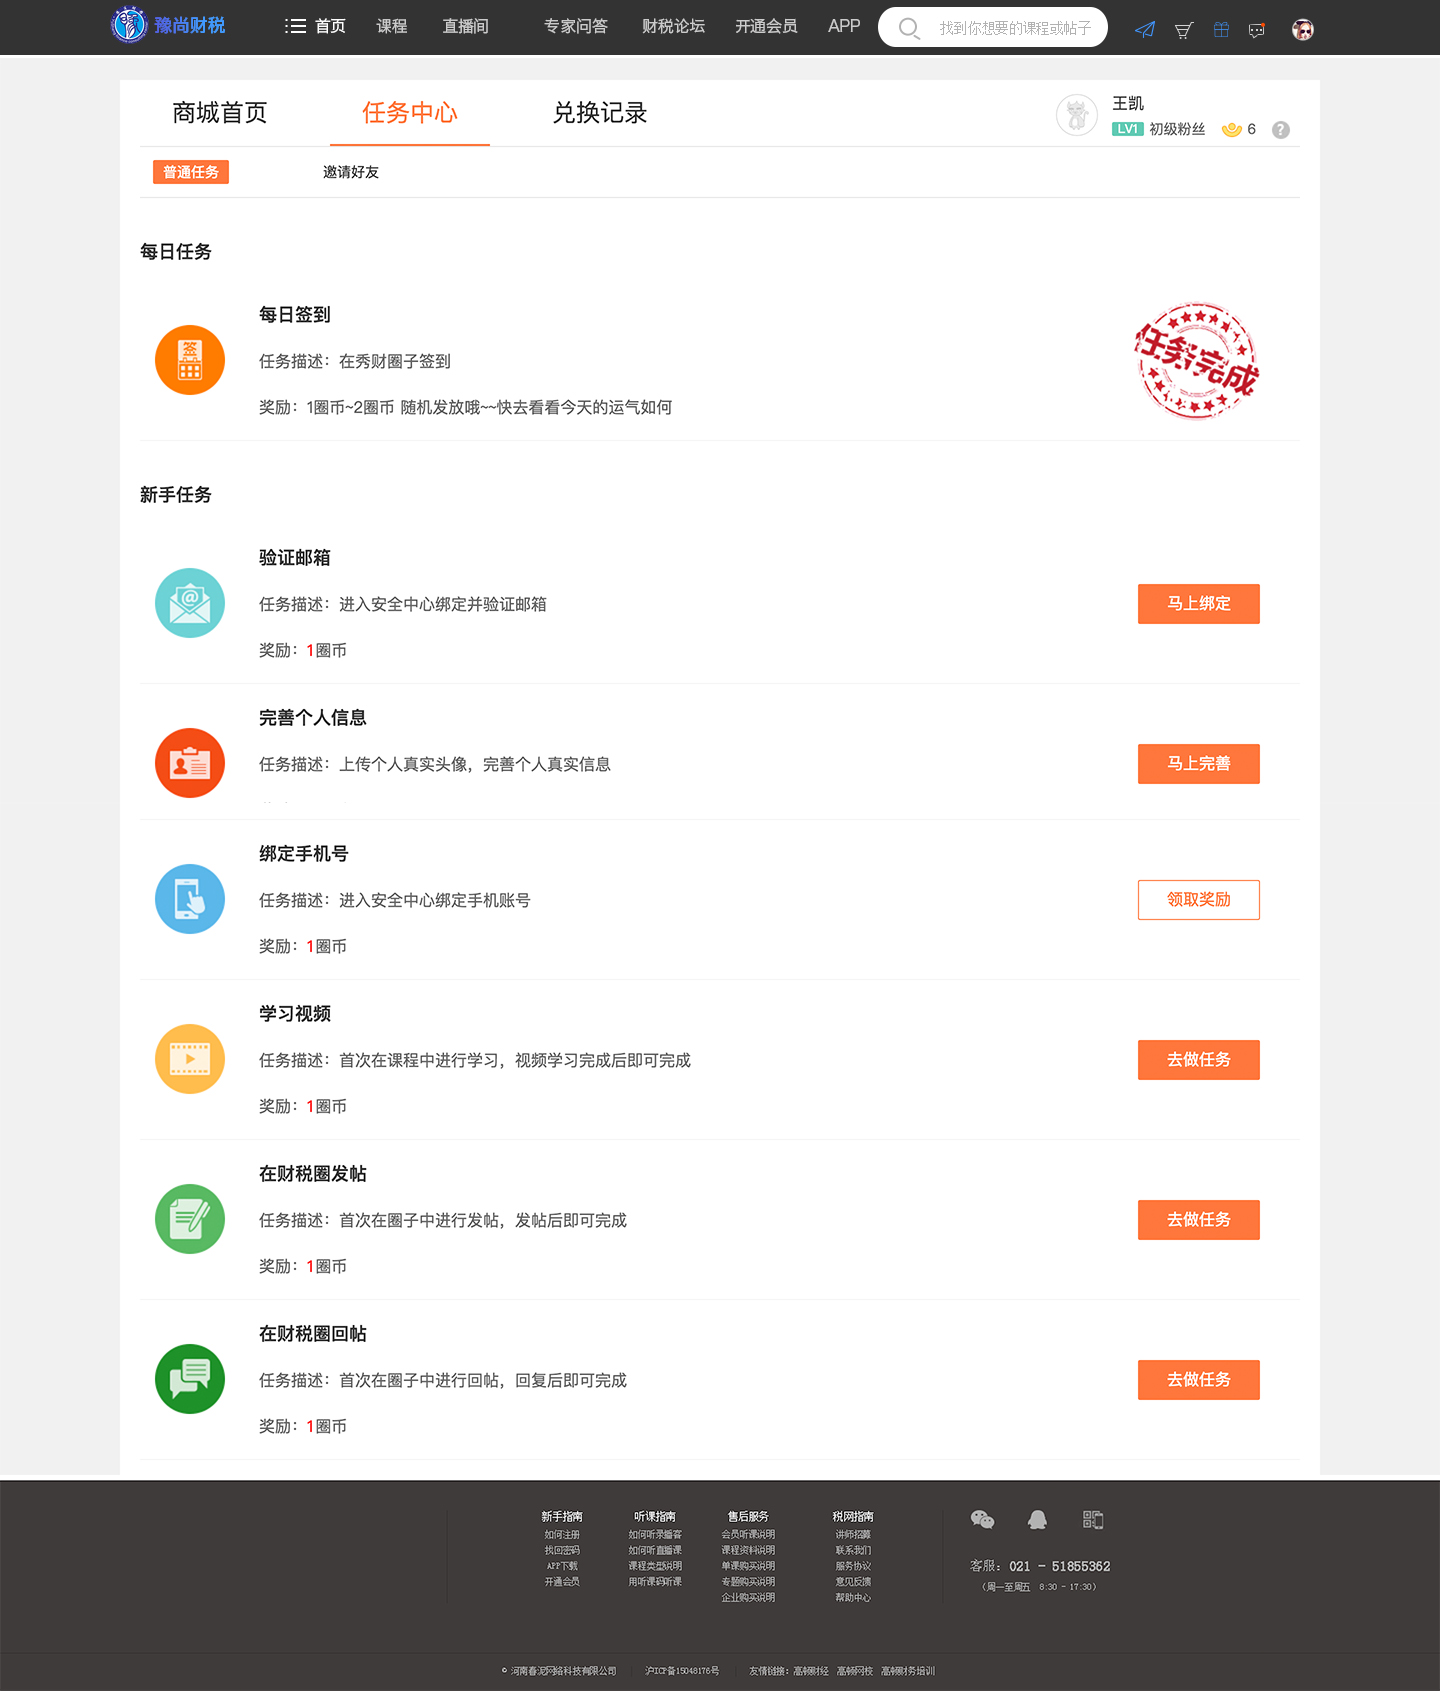 豫尚财税 首页 课程 直播间 专家问答 财税论坛 开通会员 APP 找到你想要的课程或帖子
商城首页 任务中心 兑换记录
王凯
LV1 初级粉丝 6 ?
普通任务 邀请好友
每日任务
签
每日签到
任务描述：在秀财圈子签到
奖励：1圈币~2圈币 随机发放哦~~快去看看今天的运气如何
任务完成
新手任务
验证邮箱
任务描述：进入安全中心绑定并验证邮箱
奖励：1圈币
马上绑定
完善个人信息
任务描述：上传个人真实头像，完善个人真实信息
马上完善
绑定手机号
任务描述：进入安全中心绑定手机账号
奖励：1圈币
领取奖励
学习视频
任务描述：首次在课程中进行学习，视频学习完成后即可完成
奖励：1圈币
去做任务
在财税圈发帖
任务描述：首次在圈子中进行发帖，发帖后即可完成
奖励：1圈币
去做任务
在财税圈回帖
任务描述：首次在圈子中进行回帖，回复后即可完成
奖励：1圈币
去做任务
新手指南 听课指南 售后服务 税网指南
如何注册 如何听录播客 会员听课说明 讲师招募
找回密码 如何听直播课 课程资料说明 联系我们
APP下载 课程类型说明 单课购买说明 服务协议
开通会员 用听课码听课 专题购买说明 意见反馈
企业购买说明 帮助中心
客服：021 - 51855362
（周一至周五 8:30 - 17:30）
© 河南春泥网络科技有限公司 沪ICP备15048176号 友情链接：高顿财经 高顿网校 高顿财务培训